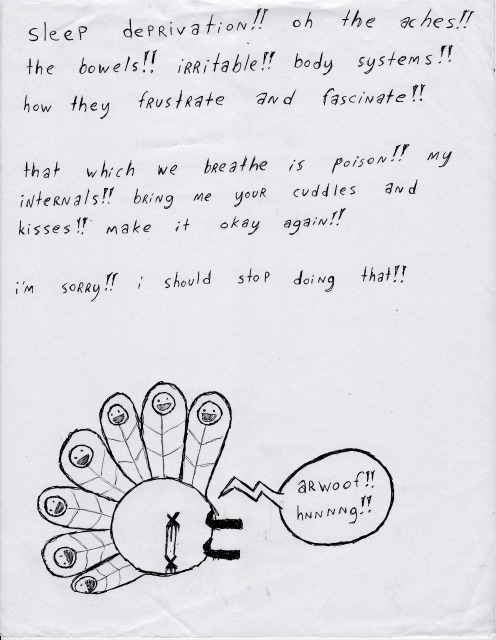 sleep deprivation!! oh the aches!!
the bowels!! irritable!! body systems!!
how they frustrate and fascinate!!
that which we breathe is poison!! my
internals!! bring me your cuddles and
kisses!! make it okay again!!
i'm sorry!! i should stop doing that!!
arwoof!!
hnnnnng!!